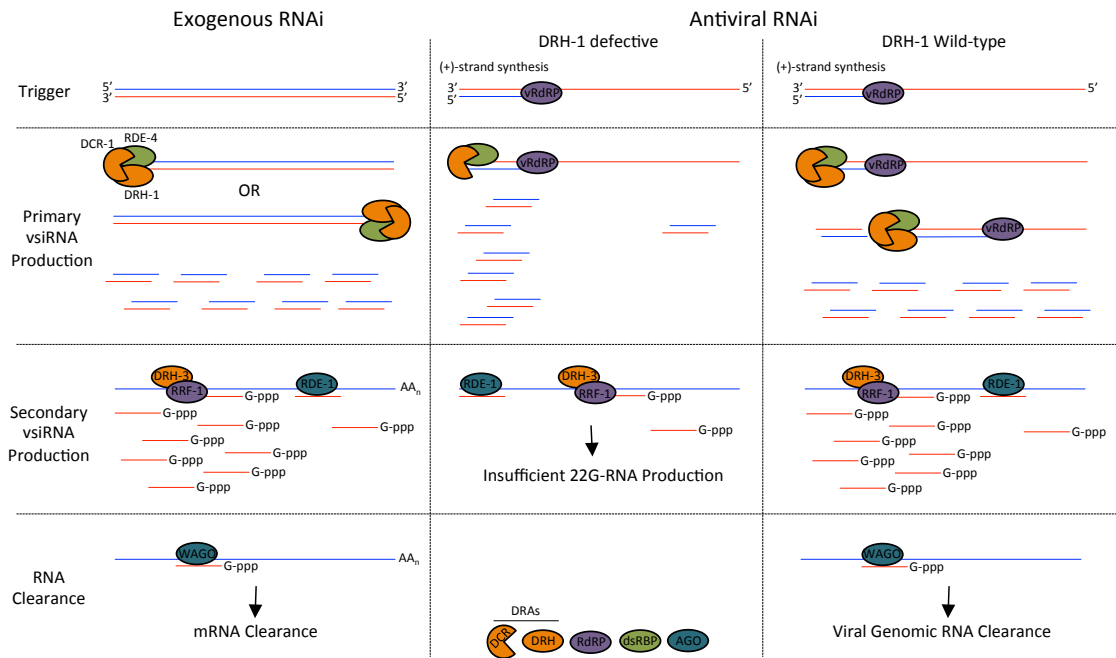 Exogenous RNAi
Antiviral RNAi
DRH-1 defective
DRH-1 Wild-type
Trigger
5’ 3’
3’ 5’
(+)-strand synthesis
3’ vRdRP 5’
5’
(+)-strand synthesis
3’ vRdRP 5’
5’
Primary
vsiRNA
Production
DCR-1 RDE-4
DRH-1
OR
vRdRP
vRdRP
vRdRP
Secondary
vsiRNA
Production
DRH-3
RRF-1
RDE-1
AAn
G-ppp
G-ppp
G-ppp
G-ppp
G-ppp
G-ppp
G-ppp
G-ppp
G-ppp
RDE-1
DRH-3
RRF-1
G-ppp
G-ppp
Insufficient 22G-RNA Production
DRH-3
RRF-1
RDE-1
G-ppp
G-ppp
G-ppp
G-ppp
G-ppp
G-ppp
G-ppp
G-ppp
G-ppp
RNA
Clearance
WAGO
AAn
G-ppp
mRNA Clearance
DRAs
DCR DRH RdRP dsRBP AGO
WAGO
G-ppp
Viral Genomic RNA Clearance